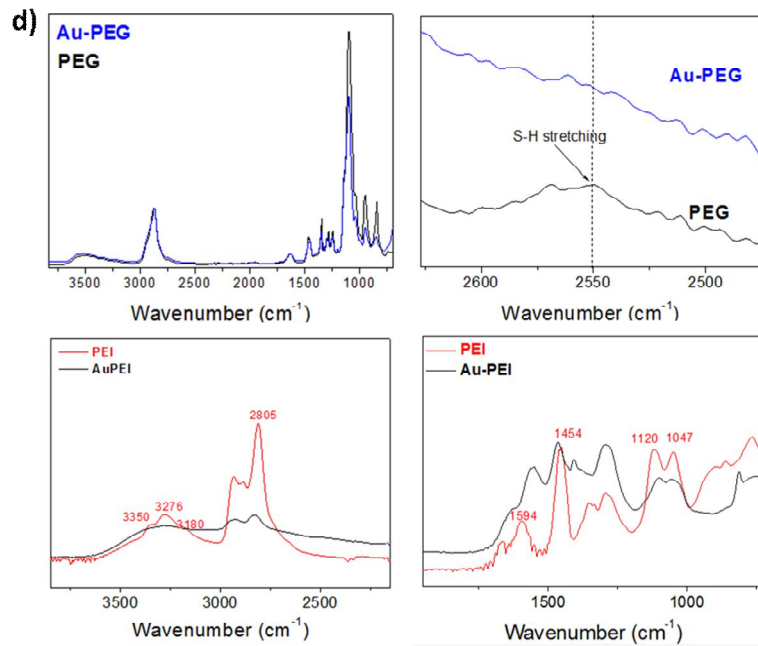 d)
Au-PEG
PEG
3500 3000 2500 2000 1500 1000
Wavenumber (cm-1)
Au-PEG
S-H stretching
PEG
2600 2550 2500
Wavenumber (cm-1)
PEI
AuPEI
2805
3350
3276
3180
3500 3000 2500
Wavenumber (cm-1)
PEI
Au-PEI
1454
1120 1047
1594
1500 1000
Wavenumber (cm-1)